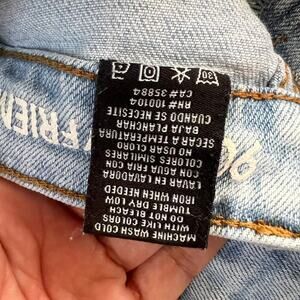 MACHINE WASH COLD
WITH LIKE COLORS
DO NOT BLEACH
TUMBLE DRY LOW
IRON WHEN NEEDED
LAVAR EN LAVADORA
CON AGUA FRIA CON
COLORES SIMILARES
NO USAR CLORO
SECAR A TEMPERATURA
BAJA PLANCHAR
CUANDO SE NECESITE
RN# 100104
CA# 35884
FRIEN